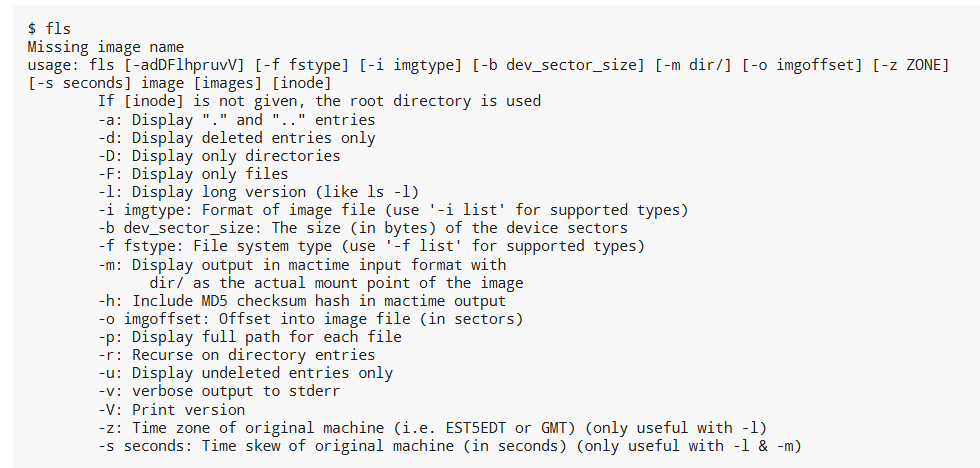 $ fls
Missing image name
usage: fls [-adDFlhpruvV] [-f fstype] [-i imgtype] [-b dev_sector_size] [-m dir/] [-o imgoffset] [-z ZONE]
[-s seconds] image [images] [inode]
If [inode] is not given, the root directory is used
-a: Display "." and ".." entries
-d: Display deleted entries only
-D: Display only directories
-F: Display only files
-l: Display long version (like ls -l)
-i imgtype: Format of image file (use '-i list' for supported types)
-b dev_sector_size: The size (in bytes) of the device sectors
-f fstype: File system type (use '-f list' for supported types)
-m: Display output in mactime input format with
dir/ as the actual mount point of the image
-h: Include MD5 checksum hash in mactime output
-o imgoffset: Offset into image file (in sectors)
-p: Display full path for each file
-r: Recurse on directory entries
-u: Display undeleted entries only
-v: verbose output to stderr
-V: Print version
-z: Time zone of original machine (i.e. EST5EDT or GMT) (only useful with -l)
-s seconds: Time skew of original machine (in seconds) (only useful with -l & -m)